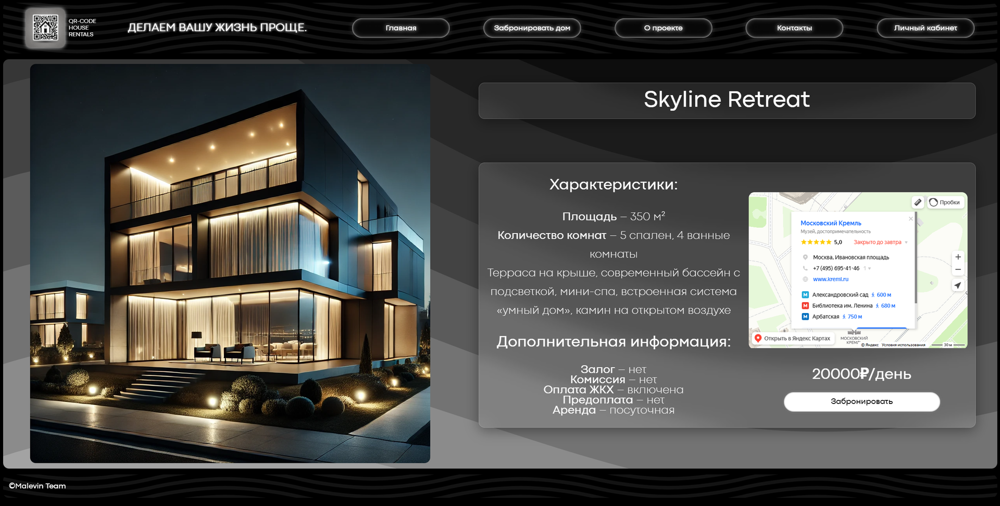 QR-CODE
HOUSE
RENTALS
ДЕЛАЕМ ВАШУ ЖИЗНЬ ПРОЩЕ.
Главная
Забронировать дом
О проекте
Контакты
Личный кабинет
Skyline Retreat
Характеристики:
Площадь – 350 м²
Количество комнат – 5 спален, 4 ванные
комнаты
Терраса на крыше, современный бассейн с
подсветкой, мини-спа, встроенная система
«умный дом», камин на открытом воздухе
Дополнительная информация:
Залог – нет
Комиссия – нет
Оплата ЖКХ – включена
Предоплата – нет
Аренда – посуточная
Пробки
Московский Кремль
Музей, достопримечательность
5,0 Закрыто до завтра
Москва, Ивановская площадь
+7 (495) 695-41-46 1
www.kreml.ru
М Александровский сад 600 м
М Библиотека им. Ленина 680 м
М Арбатская 750 м
Открыть в Яндекс Картах
МОСКОВСКИЙ
КРЕМЛЬ
© Яндекс Условия использования 30 м
20000₽/день
Забронировать
©Malevin Team